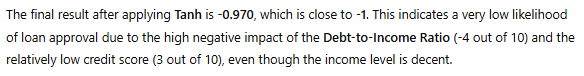 The final result after applying Tanh is -0.970, which is close to -1. This indicates a very low likelihood
of loan approval due to the high negative impact of the Debt-to-Income Ratio (-4 out of 10) and the
relatively low credit score (3 out of 10), even though the income level is decent.